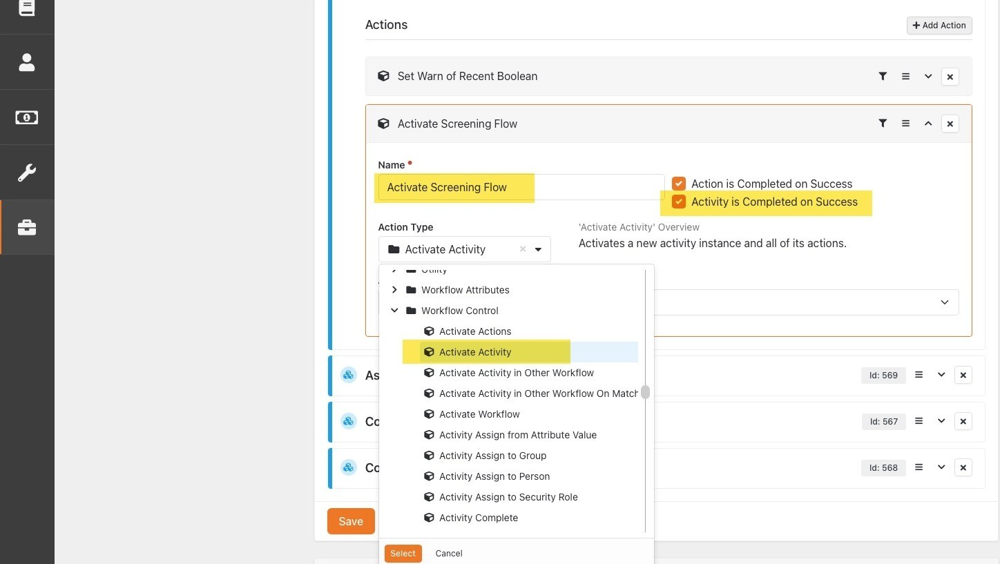 Actions
+ Add Action
Set Warn of Recent Boolean
Activate Screening Flow
Name
Activate Screening Flow
Action is Completed on Success
Activity is Completed on Success
Action Type
'Activate Activity' Overview
Activate Activity
Activates a new activity instance and all of its actions.
Utility
Workflow Attributes
Workflow Control
Activate Actions
Activate Activity
Activate Activity in Other Workflow
As
Id: 569
Activate Activity in Other Workflow On Match
Activate Workflow
Co
Id: 567
Activity Assign from Attribute Value
Activity Assign to Group
Co
Id: 568
Activity Assign to Person
Activity Assign to Security Role
Activity Complete
Save
Select
Cancel